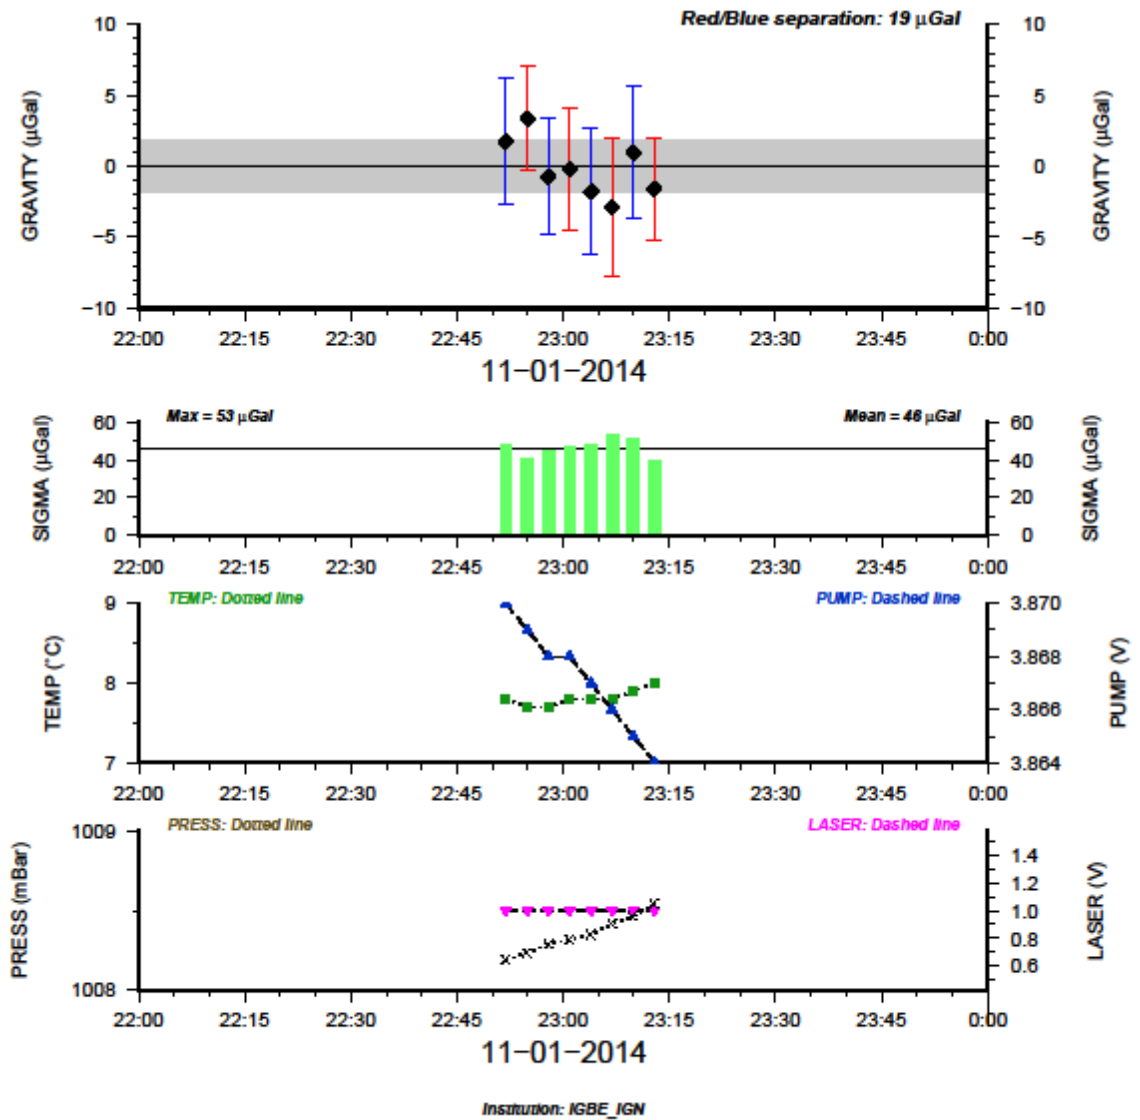 Red/Blue separation: 19 μGal
10 10
5 5
0 0
−5 −5
−10 −10
GRAVITY (μGal) GRAVITY (μGal)
22:00 22:15 22:30 22:45 23:00 23:15 23:30 23:45 0:00
11−01−2014
Max = 53 μGal Mean = 46 μGal
60 60
40 40
20 20
0 0
SIGMA (μGal) SIGMA (μGal)
22:00 22:15 22:30 22:45 23:00 23:15 23:30 23:45 0:00
TEMP: Dotted line PUMP: Dashed line
9 3.870
3.868
8
3.866
7 3.864
TEMP (°C) PUMP (V)
22:00 22:15 22:30 22:45 23:00 23:15 23:30 23:45 0:00
PRESS: Dotted line LASER: Dashed line
1009
1.4
1.2
1.0
0.8
0.6
1008
PRESS (mBar) LASER (V)
22:00 22:15 22:30 22:45 23:00 23:15 23:30 23:45 0:00
11−01−2014
Institution: IGBE_IGN